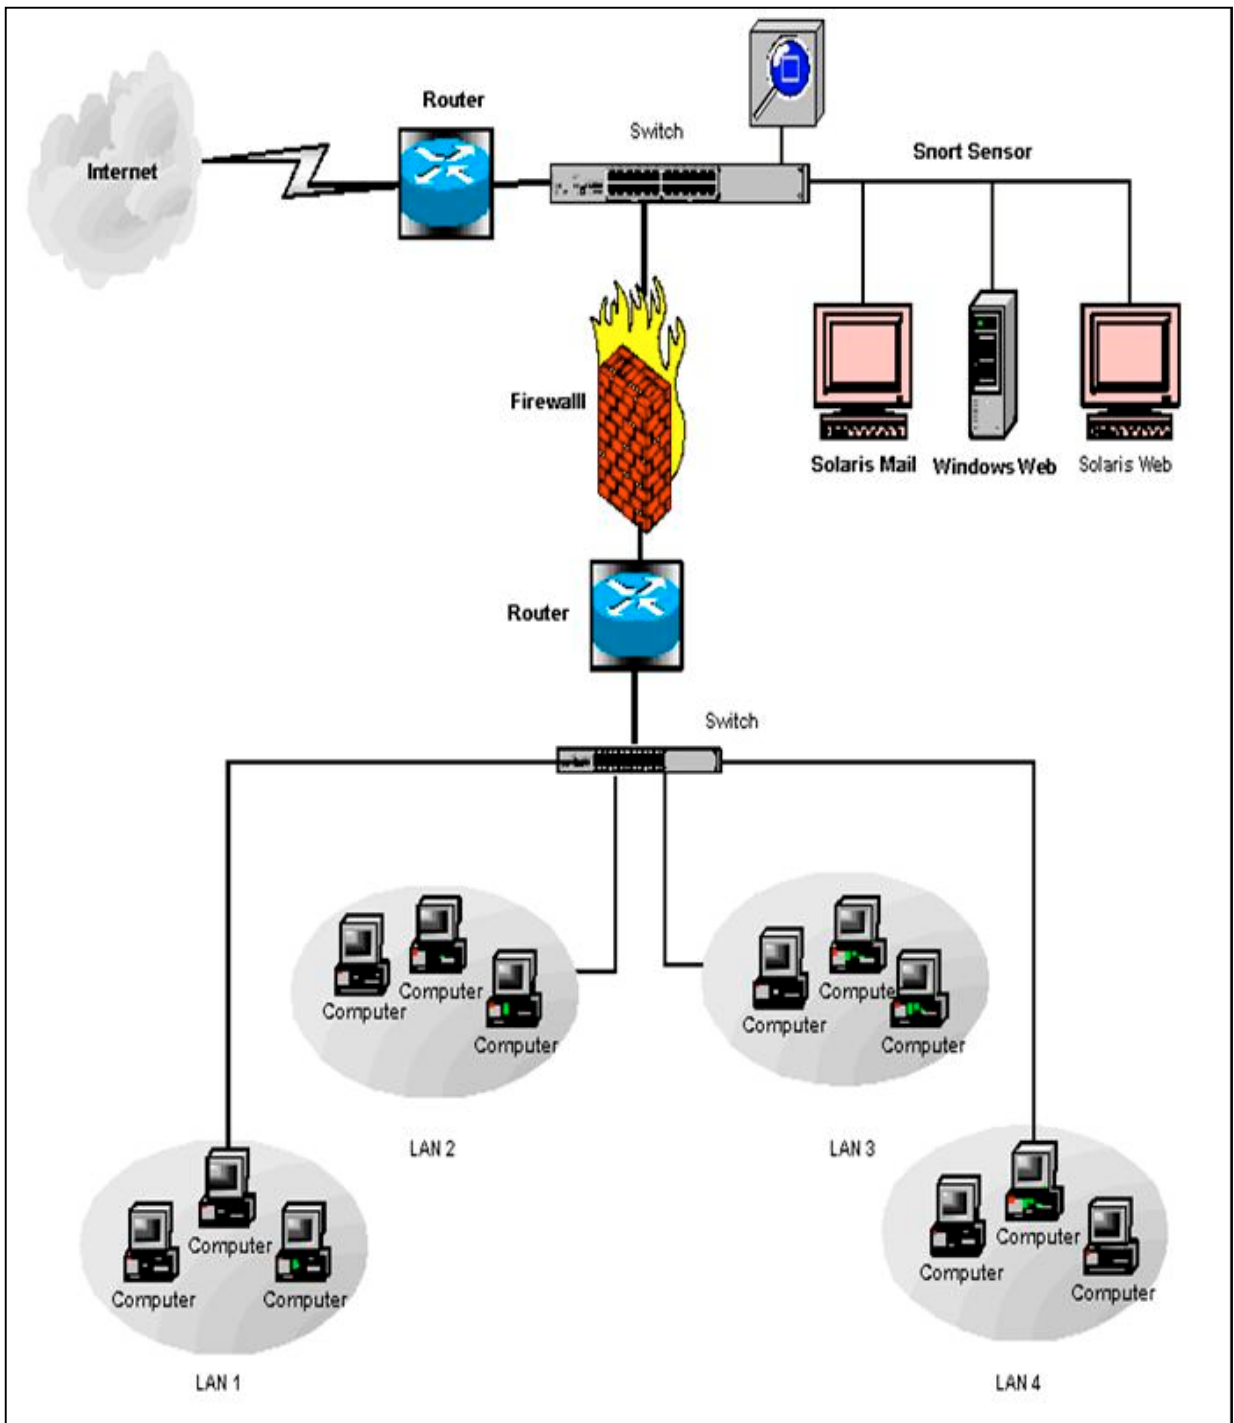 Router
Switch
Snort Sensor
Internet
Firewalll
Solaris Mail
Windows Web
Solaris Web
Router
Switch
Computer
Computer
Computer
LAN 2
Compute
Computer
Computer
LAN 3
Computer
Computer
Computer
LAN 1
Computer
Computer
Computer
LAN 4